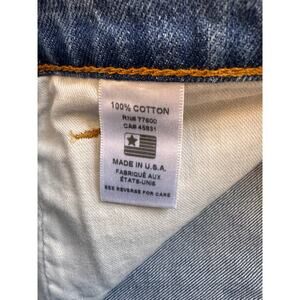 100% COTTON
RN# 77600
CA# 45931
MADE IN U.S.A.
FABRIQUÉ AUX
ÉTATS-UNIS
SEE REVERSE FOR CARE